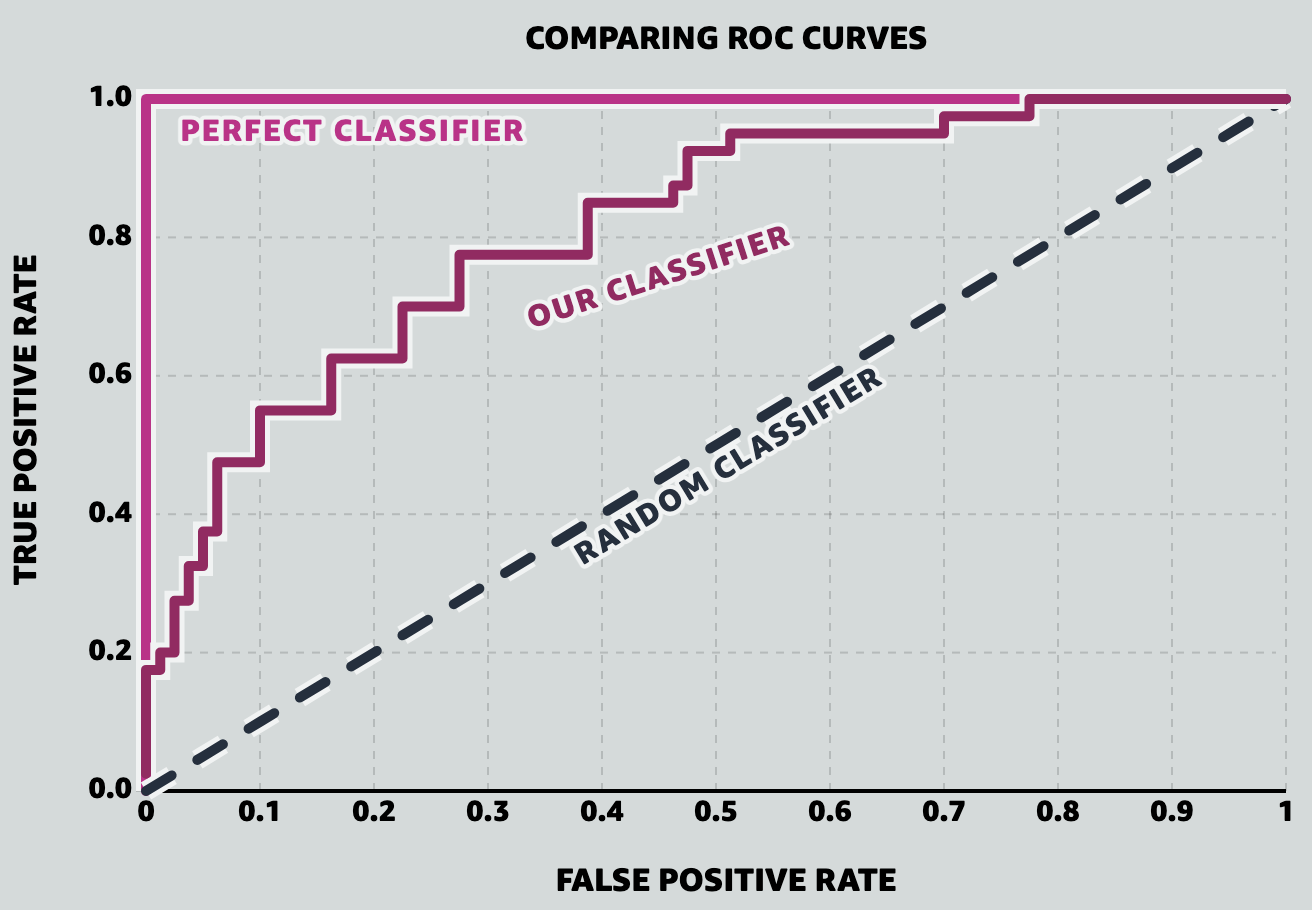 COMPARING ROC CURVES
1.0
PERFECT CLASSIFIER
0.8
OUR CLASSIFIER
TRUE POSITIVE RATE
0.6
RANDOM CLASSIFIER
0.4
0.2
0.0
0 0.1 0.2 0.3 0.4 0.5 0.6 0.7 0.8 0.9 1
FALSE POSITIVE RATE